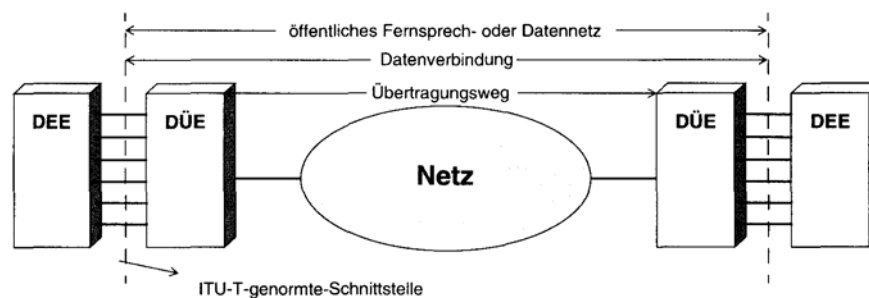 öffentliches Fernsprech- oder Datennetz
Datenverbindung
Übertragungsweg
DEE
DÜE
DÜE
DEE
Netz
ITU-T-genormte-Schnittstelle